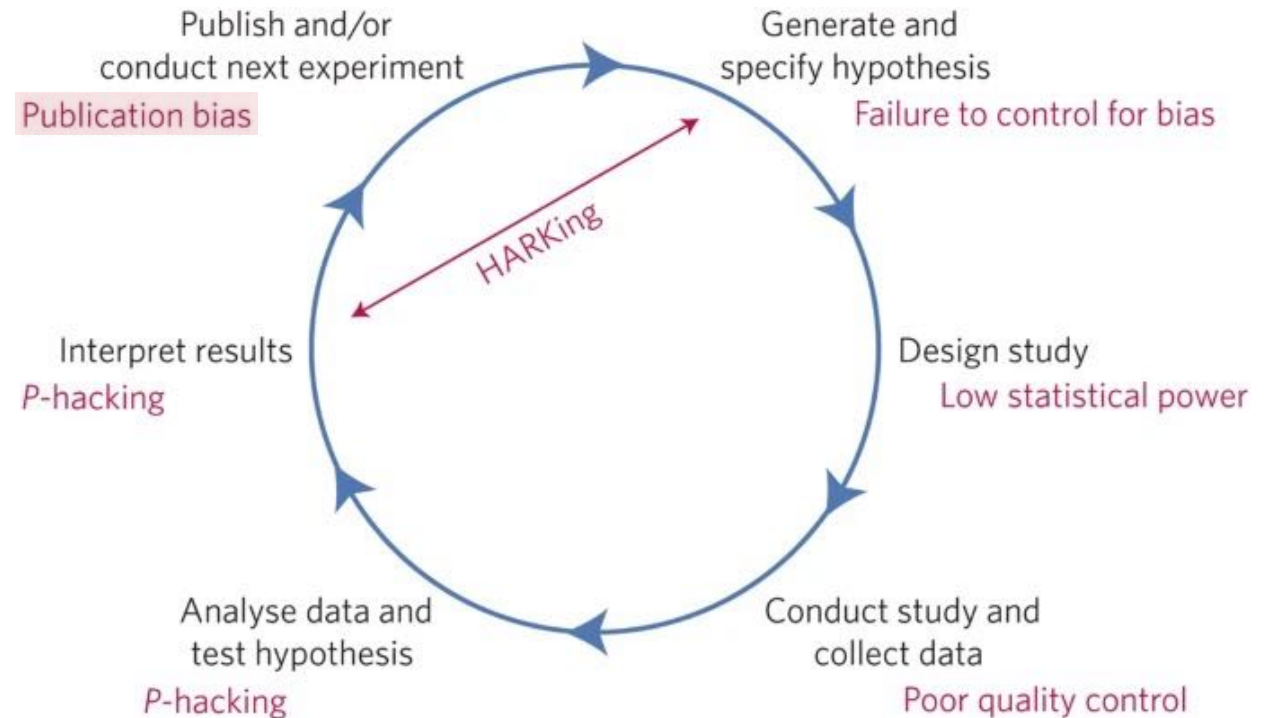 Publish and/or
conduct next experiment
Publication bias
Generate and
specify hypothesis
Failure to control for bias
HARKing
Interpret results
P-hacking
Design study
Low statistical power
Analyse data and
test hypothesis
P-hacking
Conduct study and
collect data
Poor quality control